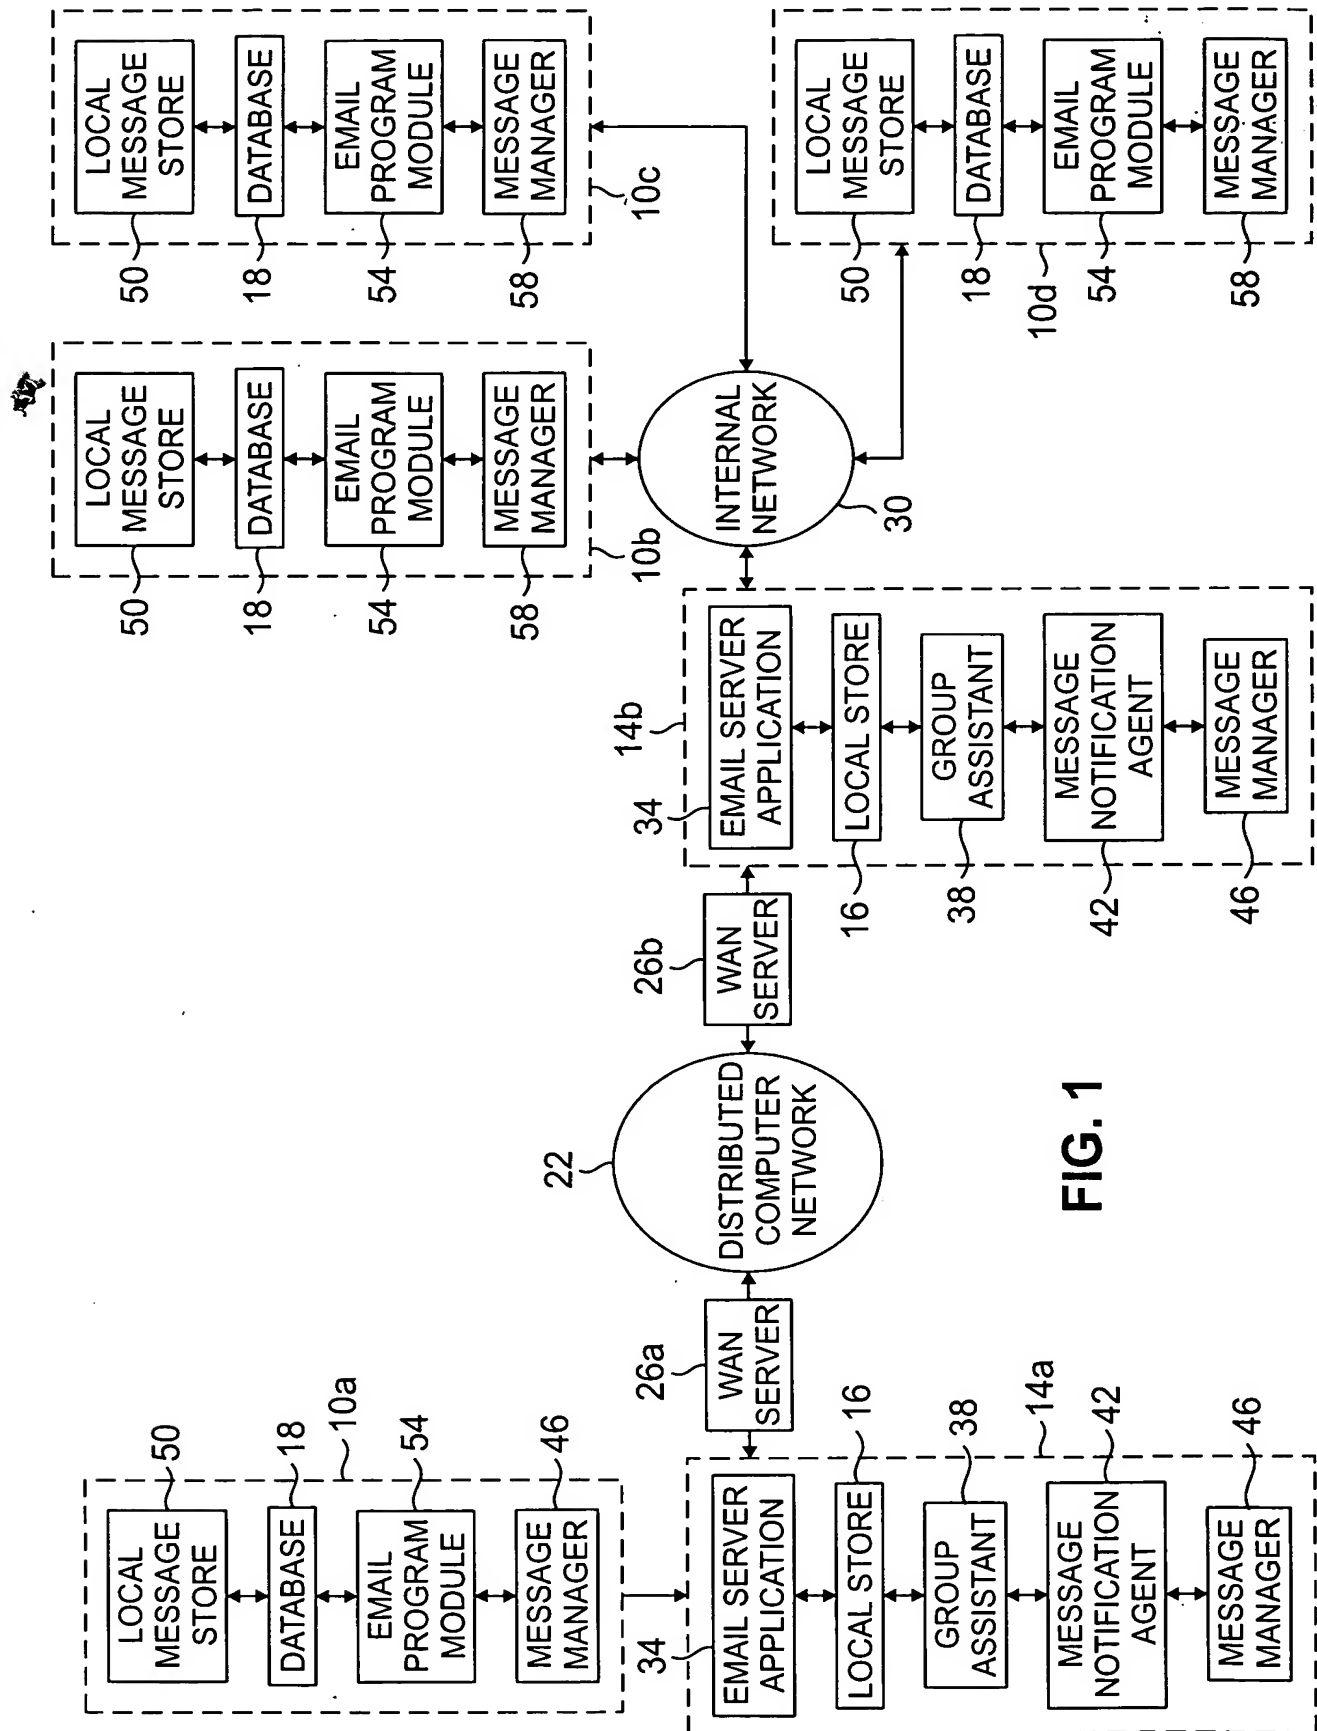 LOCAL
MESSAGE
STORE
50
DATABASE
18
10a
EMAIL
PROGRAM
MODULE
54
MESSAGE
MANAGER
46
34
EMAIL SERVER
APPLICATION
LOCAL STORE
16
GROUP
ASSISTANT
38
14a
MESSAGE
NOTIFICATION
AGENT
42
MESSAGE
MANAGER
46
26a
WAN
SERVER
22
DISTRIBUTED
COMPUTER
NETWORK
26b
WAN
SERVER
14b
34
EMAIL SERVER
APPLICATION
16
LOCAL STORE
38
GROUP
ASSISTANT
42
MESSAGE
NOTIFICATION
AGENT
46
MESSAGE
MANAGER
INTERNAL
NETWORK
30
50
LOCAL
MESSAGE
STORE
18
DATABASE
54
EMAIL
PROGRAM
MODULE
58
MESSAGE
MANAGER
10b
50
LOCAL
MESSAGE
STORE
18
DATABASE
54
EMAIL
PROGRAM
MODULE
58
MESSAGE
MANAGER
10c
50
LOCAL
MESSAGE
STORE
18
DATABASE
10d
54
EMAIL
PROGRAM
MODULE
58
MESSAGE
MANAGER
FIG. 1